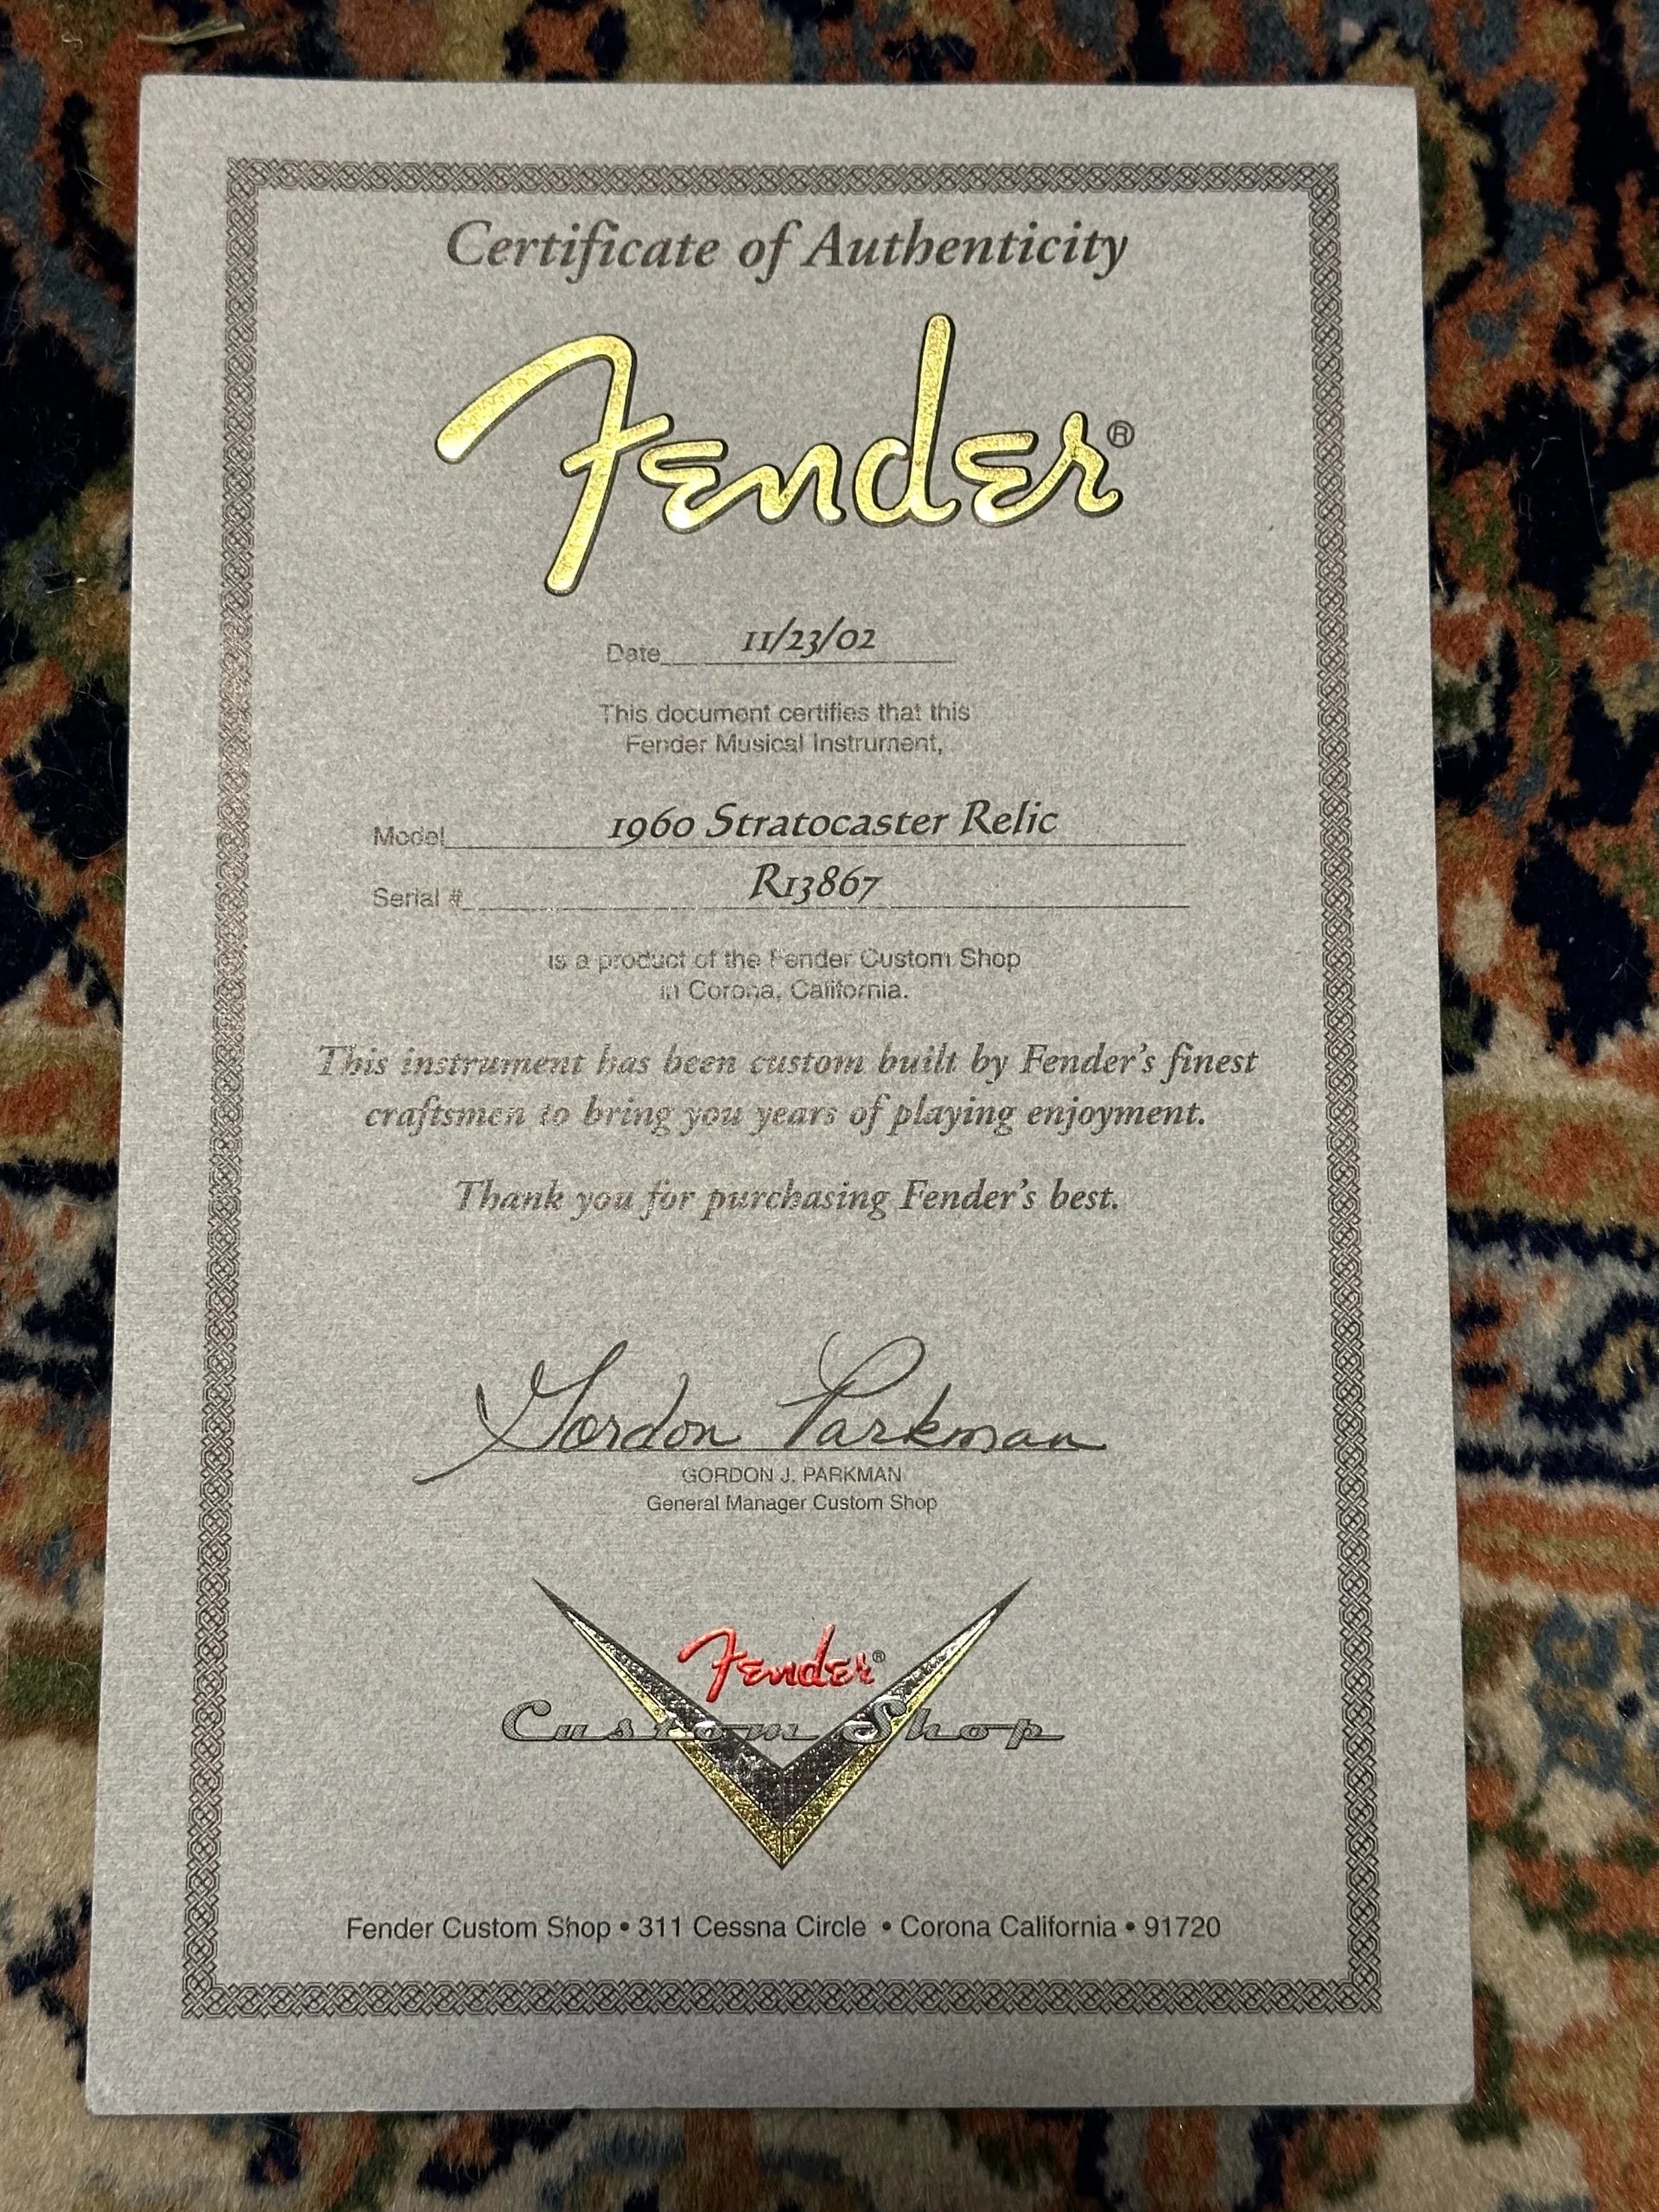 Certificate of Authenticity
Fender®
Date 11/23/02
This document certifies that this
Fender Musical Instrument,
Model 1960 Stratocaster Relic
Serial # R13867
is a product of the Fender Custom Shop
in Corona, California.
This instrument has been custom built by Fender's finest
craftsmen to bring you years of playing enjoyment.
Thank you for purchasing Fender's best.
Gordon Parkman
GORDON J. PARKMAN
General Manager Custom Shop
Fender®
Custom Shop
Fender Custom Shop • 311 Cessna Circle • Corona California • 91720